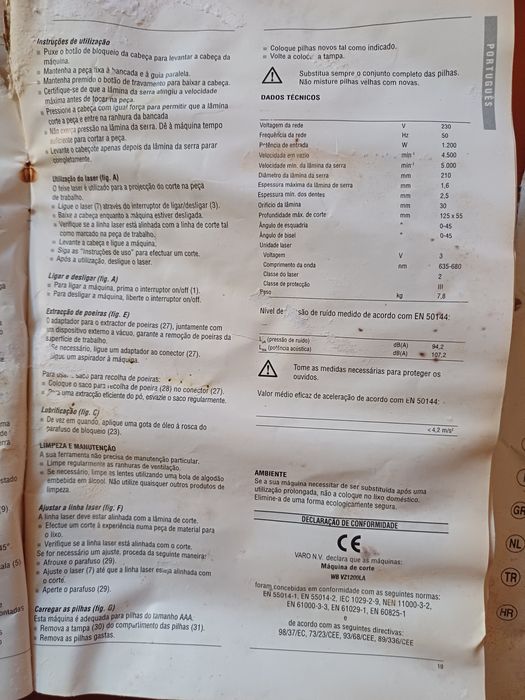 Instruções de utilização
Puxe o botão de bloqueio da cabeça para levantar a cabeça da
máquina.
Mantenha a peça fixa à bancada e à guia paralela.
Mantenha premido o botão de travamento para baixar a cabeça.
Certifique-se de que a lâmina da serra atingiu a velocidade
máxima antes de tocar na peça.
Pressione a cabeça com igual força para permitir que a lâmina
corte a peça e entre na ranhura da bancada
Não exerça pressão na lâmina da serra. Dê à máquina tempo
suficiente para cortar a peça.
Levante o cabeçote apenas depois da lâmina da serra parar
completamente.
Utilização do laser (fig. A)
O feixe laser é utilizado para a projecção do corte na peça
de trabalho.
Ligue o laser (7) através do interruptor de ligar/desligar (3).
Baixe a cabeça enquanto a máquina estiver desligada.
Verifique se a linha laser está alinhada com a linha de corte tal
como marcado na peça de trabalho.
Levante a cabeça e ligue a máquina.
Siga as "Instruções de uso" para efectuar um corte.
Após a utilização, desligue o laser.
Ligar e desligar (fig. A)
Para ligar a máquina, prima o interruptor on/off (1).
Para desligar a máquina, liberte o interruptor on/off.
Extracção de poeiras (fig. E)
O adaptador para o extractor de poeiras (27), juntamente com
um dispositivo externo a vácuo, garante a remoção de poeiras da
superfície de trabalho.
Se necessário, ligue um adaptador ao conector (27).
Ligue um aspirador à máquina.
saco para recolha de poeiras:
Coloque o saco para recolha de poeira (28) no conector (27).
uma extracção eficiente do pó, esvazie o saco regularmente.
Lubrificação (fig. C)
De vez em quando, aplique uma gota de óleo à rosca do
parafuso de bloqueio (23).
LIMPEZA E MANUTENÇÃO
A sua ferramenta não precisa de manutenção particular.
Limpe regularmente as ranhuras de ventilação.
Se necessário, limpe as lentes utilizando uma bola de algodão
embebida em álcool. Não utilize quaisquer outros produtos de
limpeza.
Ajustar a linha laser (fig. F)
A linha laser deve estar alinhada com a lâmina de corte.
Efectue um corte à experiência numa peça de material para
o lixo.
Verifique se a linha laser está alinhada com o corte.
Se for necessário um ajuste, proceda da seguinte maneira:
Afrouxe o parafuso (29).
Ajuste o laser (7) até que a linha laser esteja alinhada com
o corte.
Aperte o parafuso (29).
Carregar as pilhas (fig. G)
Esta máquina é adequada para pilhas do tamanho AAA.
Remova a tampa (30) do compartimento das pilhas (31).
Remova as pilhas gastas.
Coloque pilhas novas tal como indicado.
Volte a colocar a tampa.
Substitua sempre o conjunto completo das pilhas.
Não misture pilhas velhas com novas.
DADOS TÉCNICOS
Voltagem da rede V 230
Frequência da rede Hz 50
Potência de entrada W 1.200
Velocidade em vazio min⁻¹ 4.500
Velocidade mín. da lâmina da serra min⁻¹ 5.000
Diâmetro da lâmina da serra mm 210
Espessura máxima da lâmina de serra mm 1,6
Espessura mín. dos dentes mm 2,5
Orifício da lâmina mm 30
Profundidade máx. de corte mm 125 x 55
Ângulo de esquadria ° 0-45
Ângulo de bisel ° 0-45
Unidade laser
Voltagem V 3
Comprimento da onda nm 635-680
Classe do laser 2
Classe de protecção III
Peso kg 7,8
Nível de são de ruído medido de acordo com EN 50144:
(pressão de ruído) dB(A) 94,2
(potência acústica) dB(A) 107,2
Tome as medidas necessárias para proteger os
ouvidos.
Valor médio eficaz de aceleração de acordo com EN 50144:
< 4,2 m/s²
AMBIENTE
Se a sua máquina necessitar de ser substituída após uma
utilização prolongada, não a coloque no lixo doméstico.
Elimine-a de uma forma ecologicamente segura.
DECLARAÇÃO DE CONFORMIDADE
CE
VARO N.V. declara que as máquinas:
Máquina de corte
WB VZ1200LA
foram concebidas em conformidade com as seguintes normas:
EN 55014-1, EN 55014-2, IEC 1029-2-9, NEN 11000-3-2,
EN 61000-3-3, EN 61029-1, EN 60825-1
e
de acordo com as seguintes directivas:
98/37/EC, 73/23/CEE, 93/68/CEE, 89/336/CEE
19
PORTUGUÊS
GR
NL
TR
HR